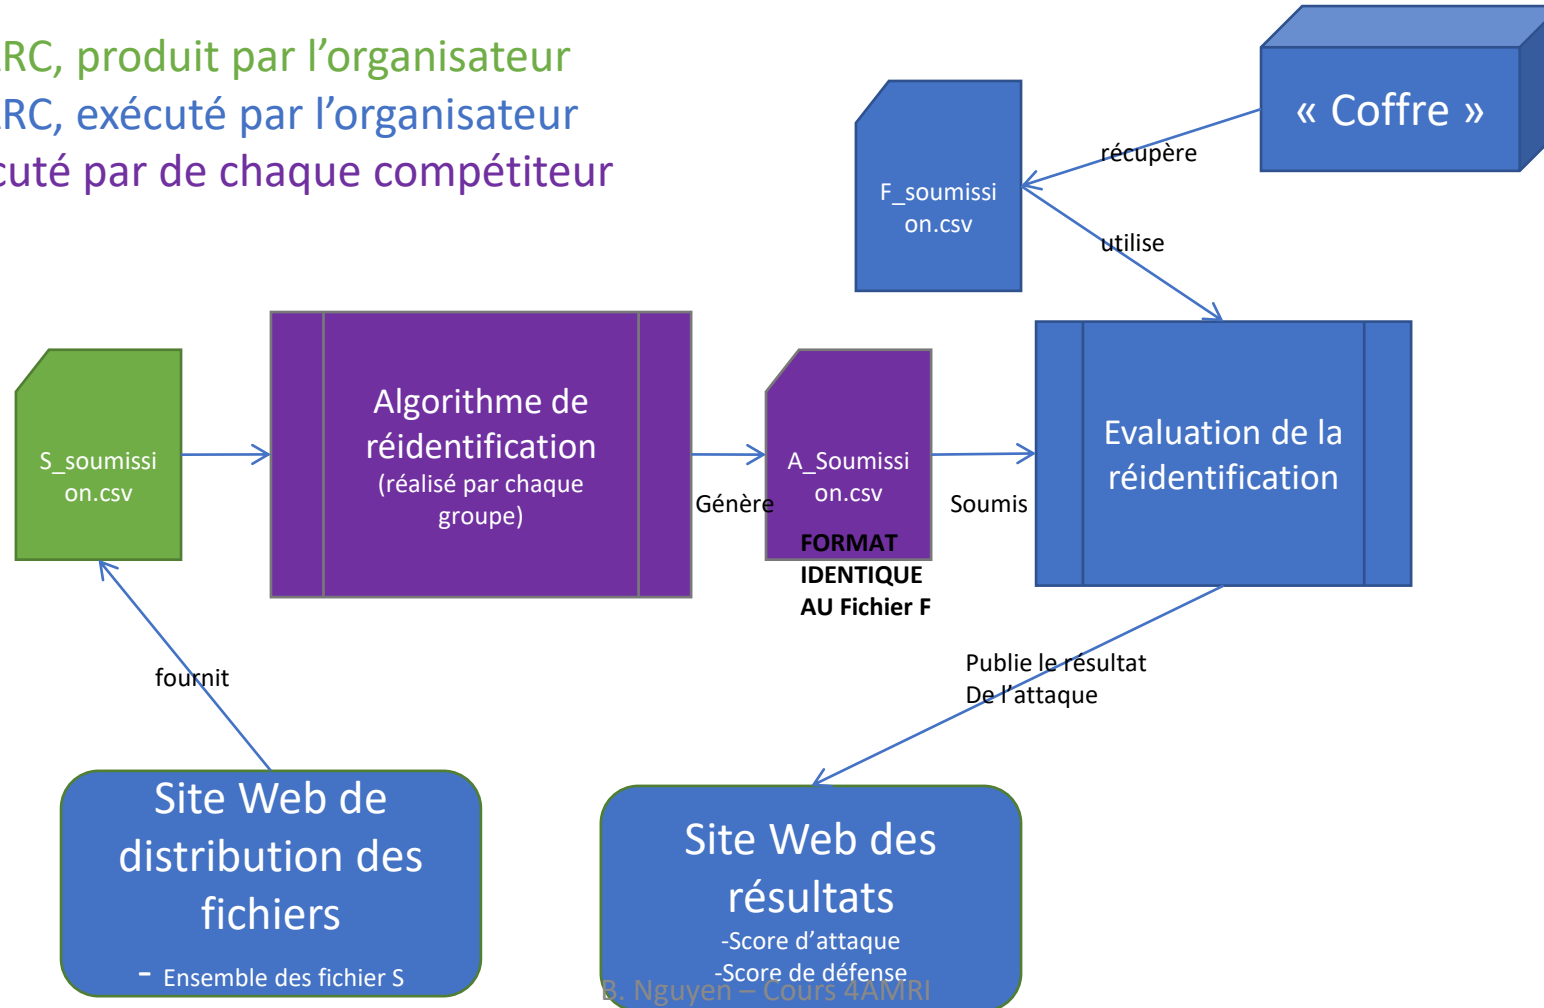 RC, produit par l'organisateur
RC, exécuté par l'organisateur
cuté par de chaque compétiteur
« Coffre »
récupère
F_soumissi
on.csv
utilise
Algorithme de
réidentification
(réalisé par chaque
groupe)
S_soumissi
on.csv
Génère
A_Soumissi
on.csv
FORMAT
IDENTIQUE
AU Fichier F
Soumis
Evaluation de la
réidentification
fournit
Publie le résultat
De l'attaque
Site Web de
distribution des
fichiers
- Ensemble des fichier S
Site Web des
résultats
-Score d'attaque
-Score de défense
B. Nguyen – Cours 4AMRI